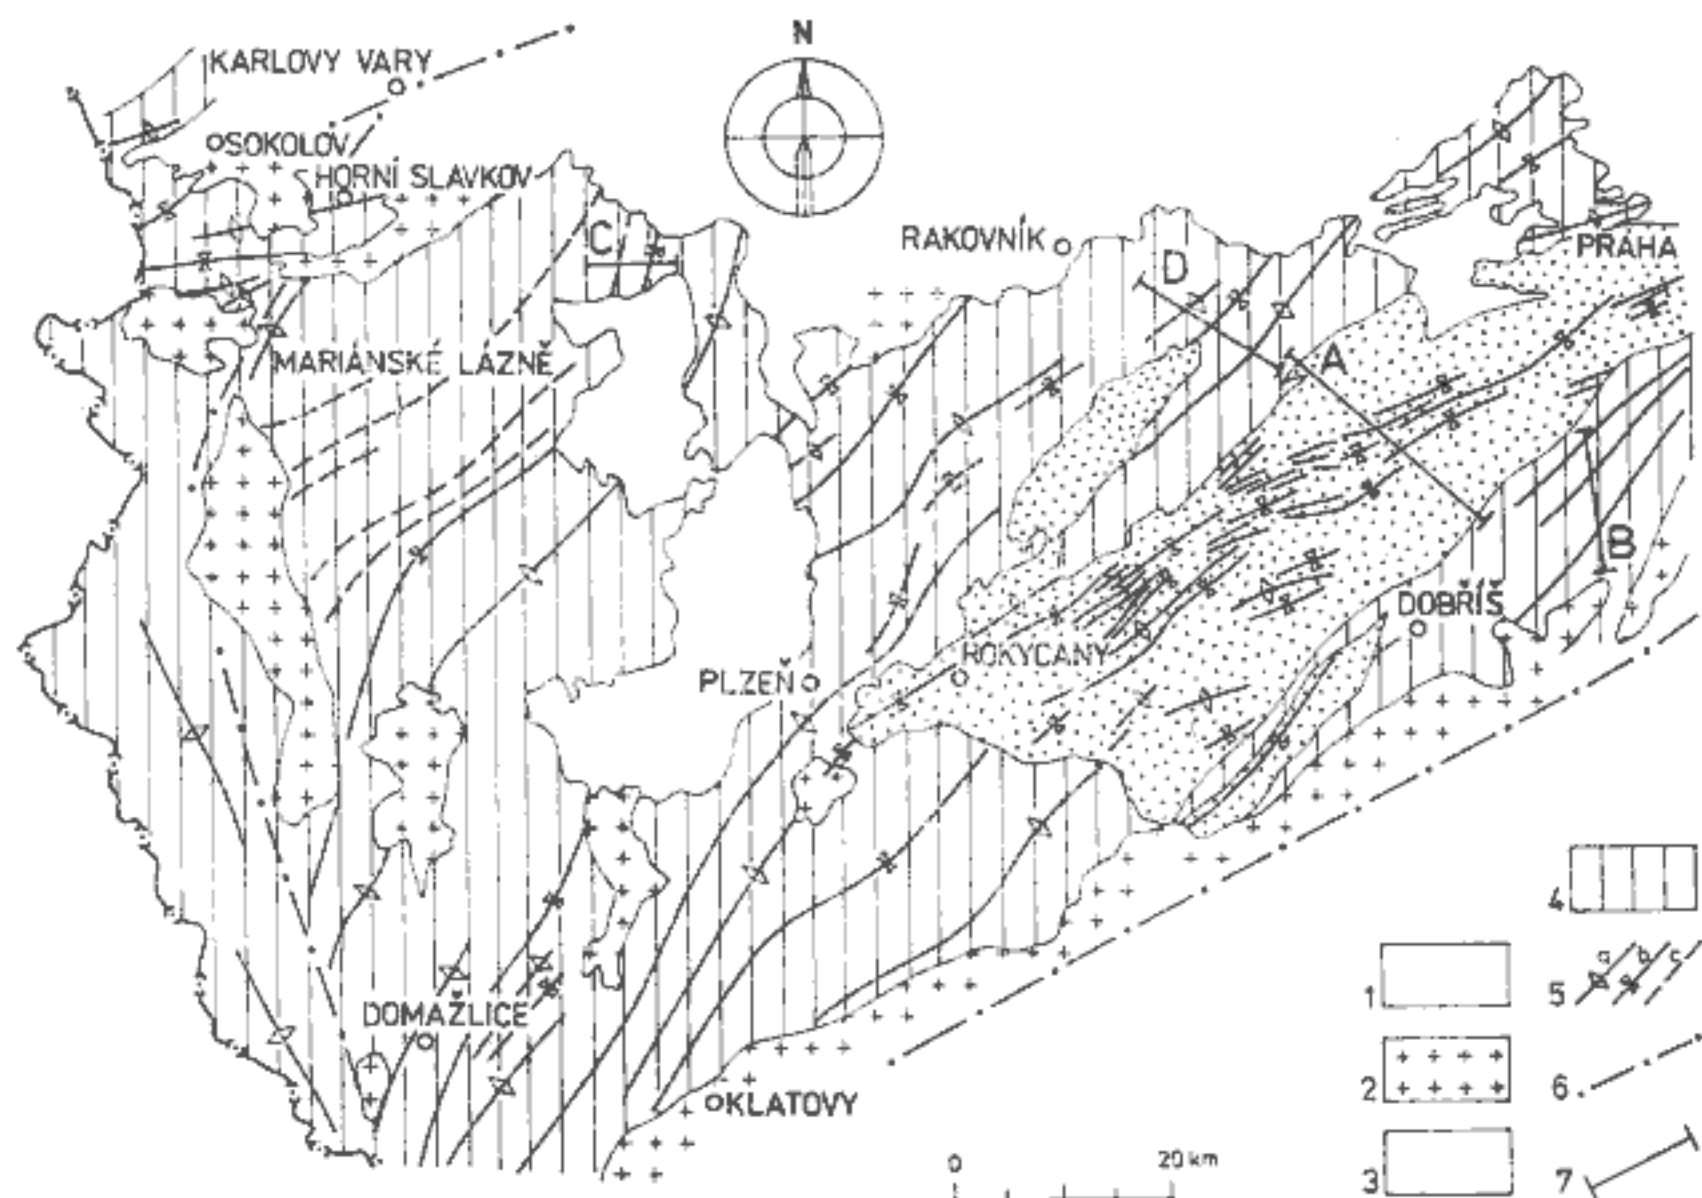 N
KARLOVY VARY
SOKOLOV
HORNÍ SLAVKOV
C
RAKOVNÍK
D
PRAHA
MARIÁNSKÉ LÁZNĚ
A
B
DOBŘÍŠ
ROKYCANY
PLZEŇ
DOMAŽLICE
KLATOVY
0 20 km
1
2
3
4
5 a b c
6
7